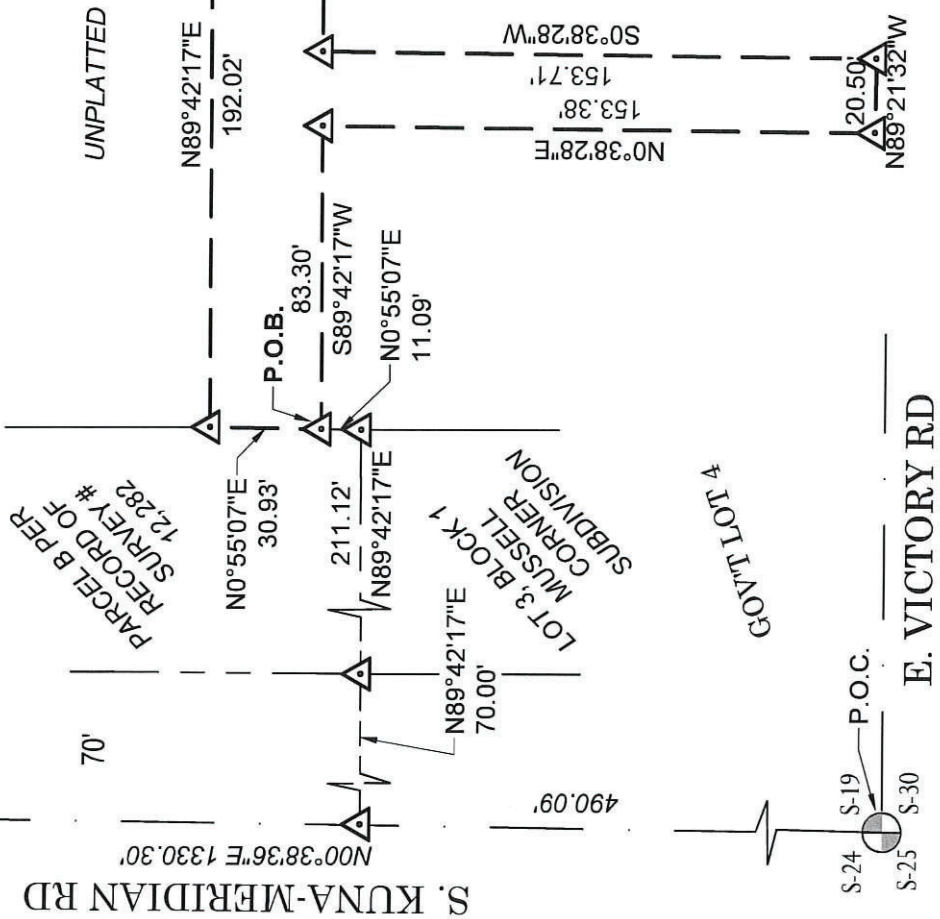 UNPLATTED
N89°42'17"E
192.02'
S0°38'28"W
153.71'
153.38'
N0°38'28"E
20.50'
N89°21'32"W
P.O.B.
83.30'
S89°42'17"W
N0°55'07"E
11.09'
PARCEL B PER
RECORD OF
SURVEY #
12,282
N0°55'07"E
30.93'
211.12'
N89°42'17"E
LOT 3, BLOCK 1
MUSSELL
CORNER
SUBDIVISION
70'
N89°42'17"E
70.00'
GOV'T LOT 4
490.09'
N00°38'36"E 1330.30'
S. KUNA-MERIDIAN RD
P.O.C.
S-24 S-19
S-25 S-30
E. VICTORY RD